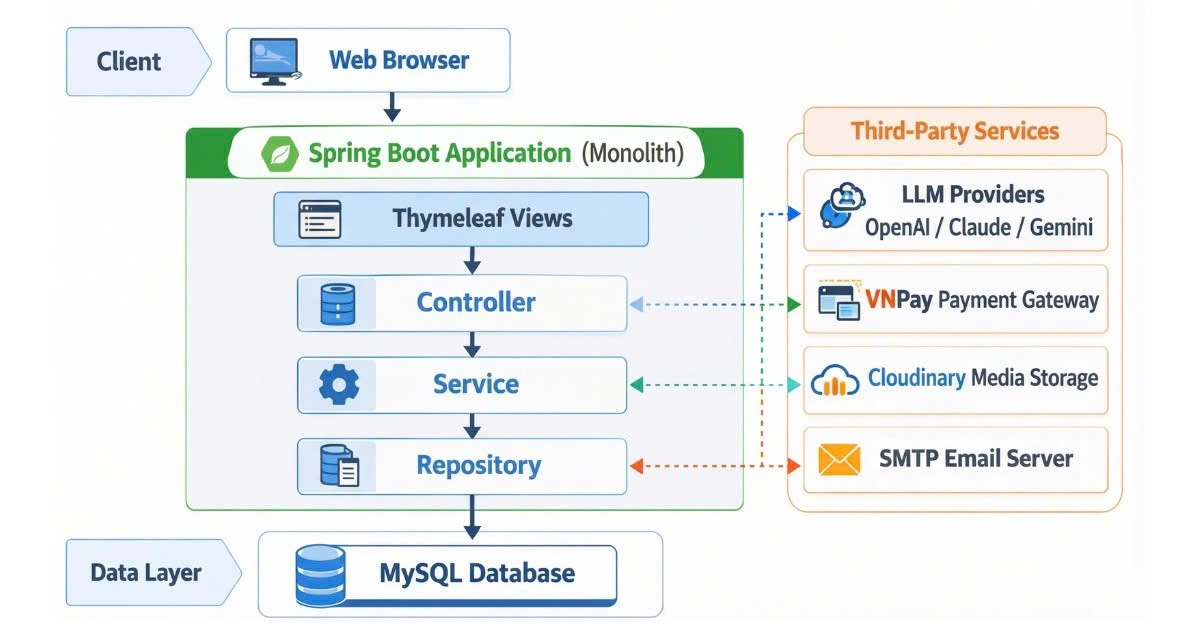 Client
Web Browser
Spring Boot Application (Monolith)
Thymeleaf Views
Controller
Service
Repository
Third-Party Services
LLM Providers
OpenAI / Claude / Gemini
VNPay Payment Gateway
Cloudinary Media Storage
SMTP Email Server
Data Layer
MySQL Database